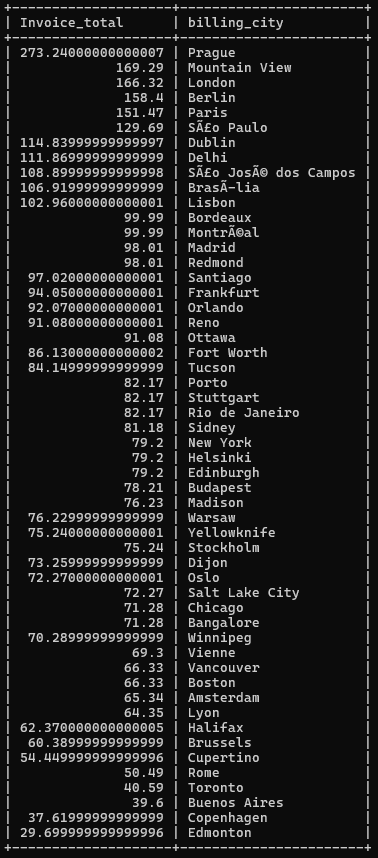 +---------------------+-----------------------+
| Invoice_total | billing_city |
+---------------------+-----------------------+
| 273.24000000000007 | Prague |
| 169.29 | Mountain View |
| 166.32 | London |
| 158.4 | Berlin |
| 151.47 | Paris |
| 129.69 | SÃ£o Paulo |
| 114.83999999999997 | Dublin |
| 111.86999999999999 | Delhi |
| 108.89999999999998 | SÃ£o JosÃ© dos Campos |
| 106.91999999999999 | BrasÃ-lia |
| 102.96000000000001 | Lisbon |
| 99.99 | Bordeaux |
| 99.99 | MontrÃ©al |
| 98.01 | Madrid |
| 98.01 | Redmond |
| 97.02000000000001 | Santiago |
| 94.05000000000001 | Frankfurt |
| 92.07000000000001 | Orlando |
| 91.08000000000001 | Reno |
| 91.08 | Ottawa |
| 86.13000000000002 | Fort Worth |
| 84.14999999999999 | Tucson |
| 82.17 | Porto |
| 82.17 | Stuttgart |
| 82.17 | Rio de Janeiro |
| 81.18 | Sidney |
| 79.2 | New York |
| 79.2 | Helsinki |
| 79.2 | Edinburgh |
| 78.21 | Budapest |
| 76.23 | Madison |
| 76.22999999999999 | Warsaw |
| 75.24000000000001 | Yellowknife |
| 75.24 | Stockholm |
| 73.25999999999999 | Dijon |
| 72.27000000000001 | Oslo |
| 72.27 | Salt Lake City |
| 71.28 | Chicago |
| 71.28 | Bangalore |
| 70.28999999999999 | Winnipeg |
| 69.3 | Vienne |
| 66.33 | Vancouver |
| 66.33 | Boston |
| 65.34 | Amsterdam |
| 64.35 | Lyon |
| 62.370000000000005 | Halifax |
| 60.38999999999999 | Brussels |
| 54.449999999999996 | Cupertino |
| 50.49 | Rome |
| 40.59 | Toronto |
| 39.6 | Buenos Aires |
| 37.61999999999999 | Copenhagen |
| 29.699999999999996 | Edmonton |
+---------------------+-----------------------+